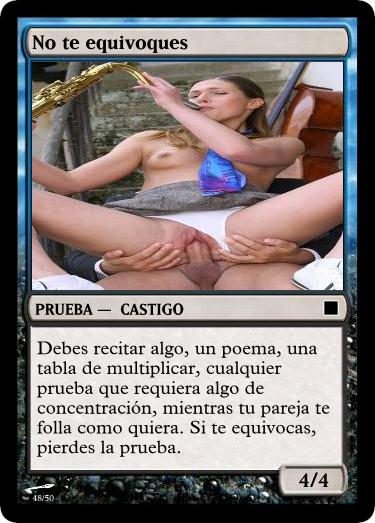 No te equivoques
PRUEBA — CASTIGO
Debes recitar algo, un poema, una
tabla de multiplicar, cualquier
prueba que requiera algo de
concentración, mientras tu pareja te
folla como quiera. Si te equivocas,
pierdes la prueba.
4/4
48/50